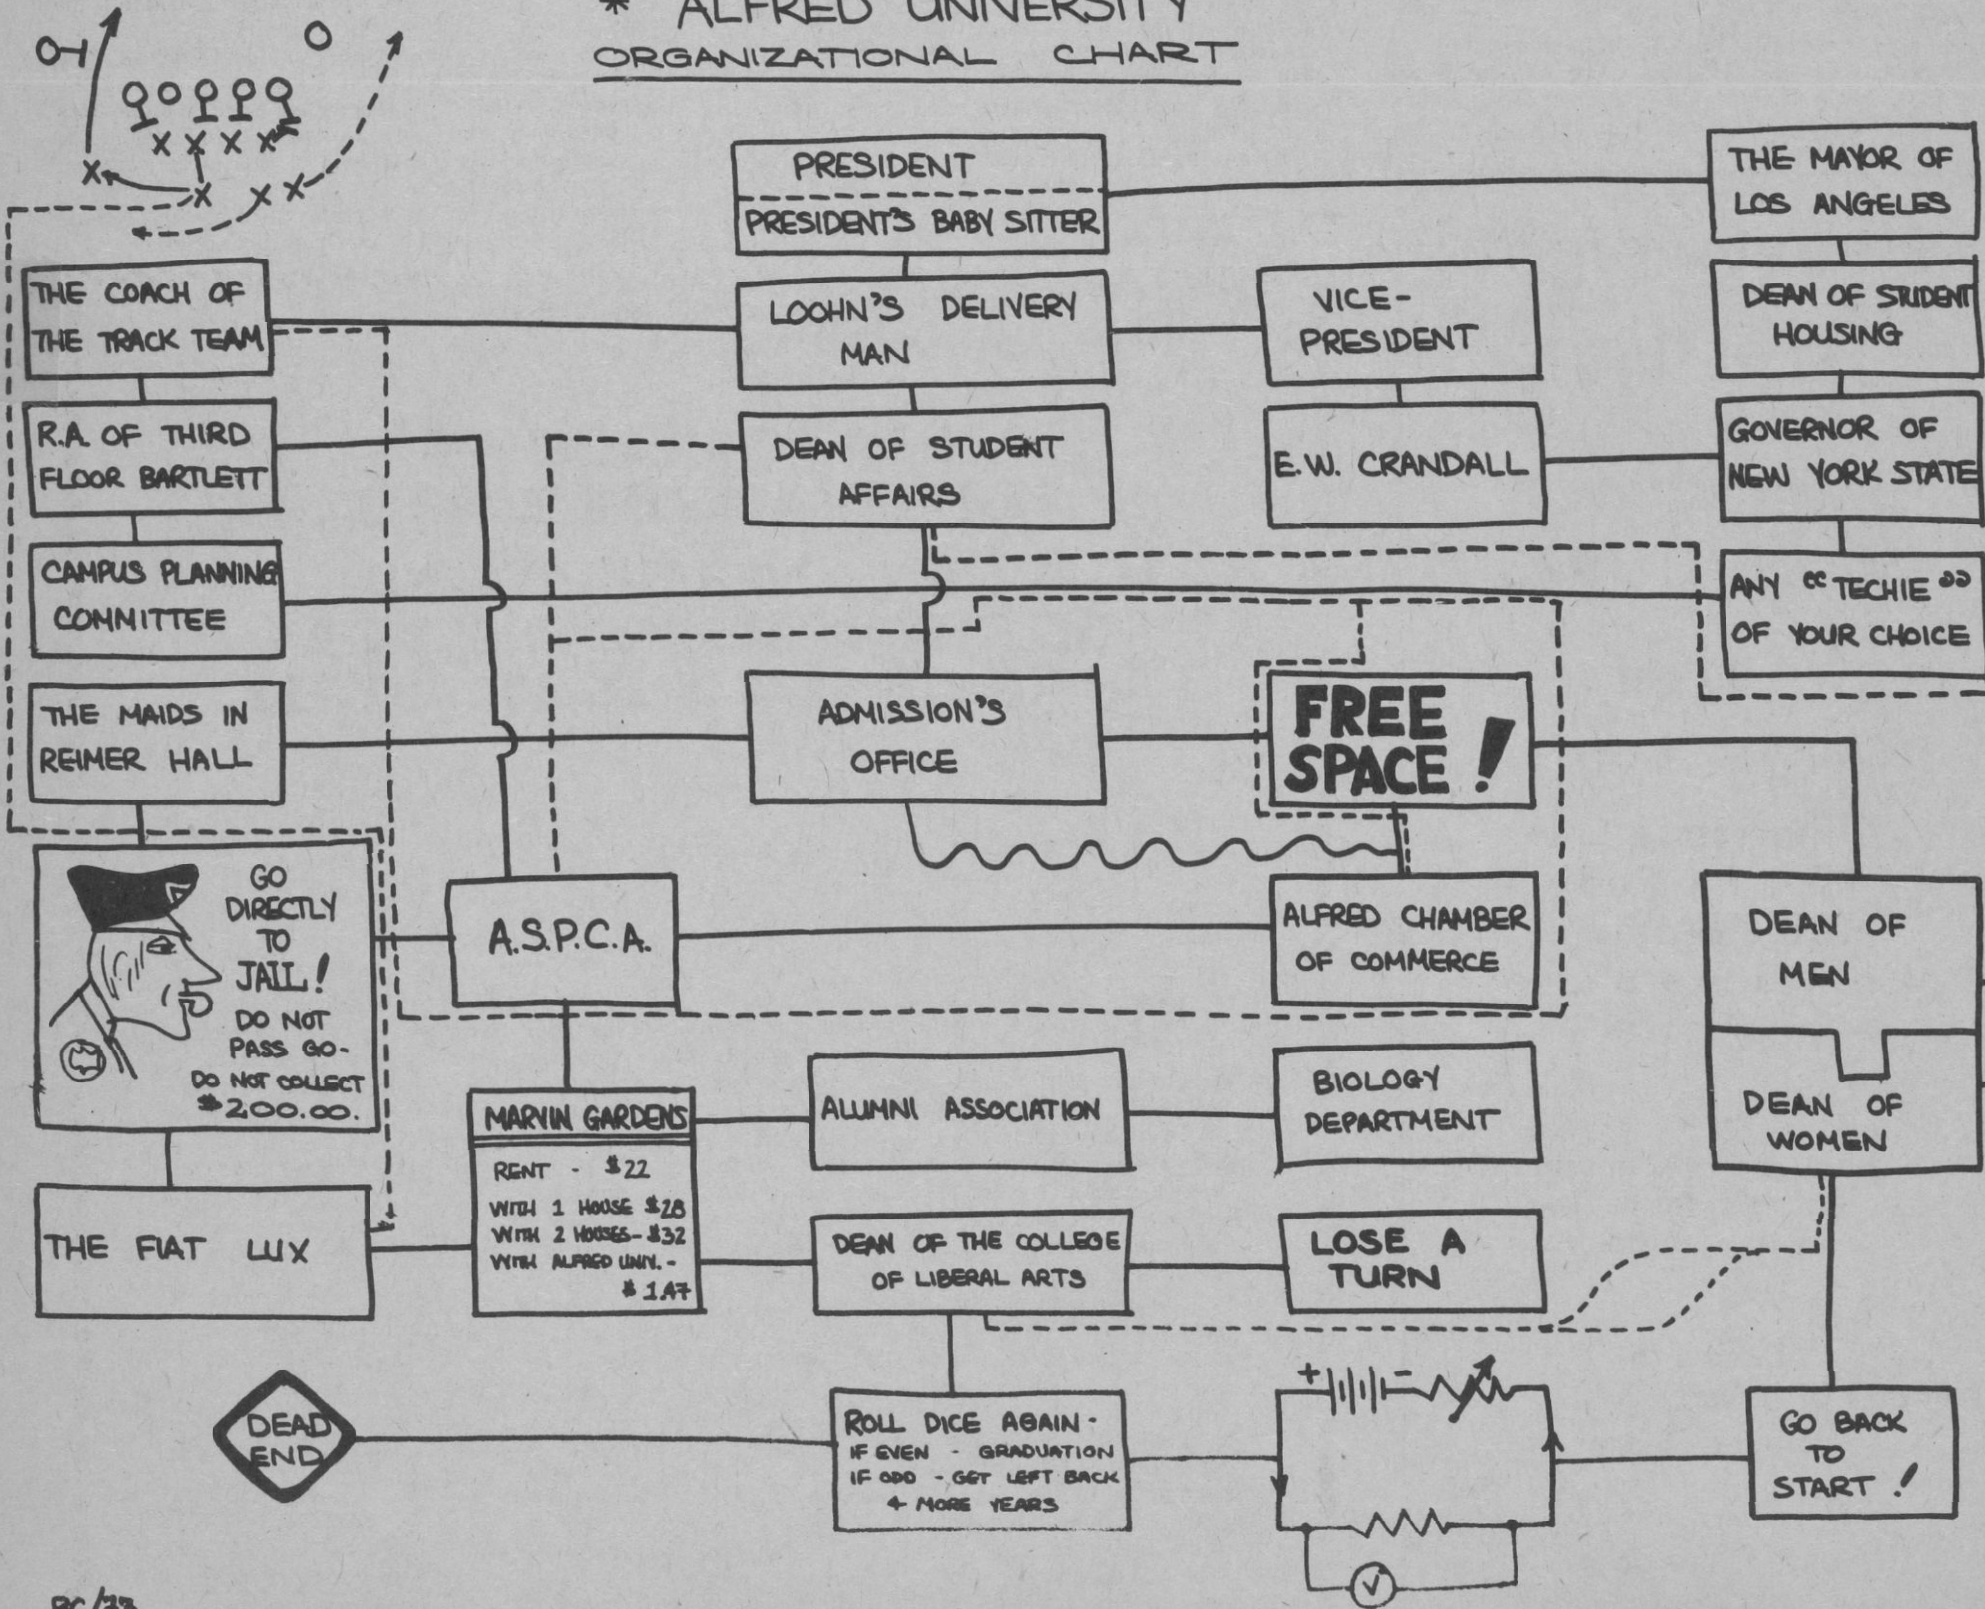 * ALFRED UNIVERSITY
ORGANIZATIONAL CHART
PRESIDENT
PRESIDENT'S BABY SITTER
THE MAYOR OF
LOS ANGELES
THE COACH OF
THE TRACK TEAM
LOOHN'S DELIVERY
MAN
VICE-
PRESIDENT
DEAN OF STUDENT
HOUSING
R.A. OF THIRD
FLOOR BARTLETT
DEAN OF STUDENT
AFFAIRS
E.W. CRANDALL
GOVERNOR OF
NEW YORK STATE
CAMPUS PLANNING
COMMITTEE
ANY "TECHIE"
OF YOUR CHOICE
THE MAIDS IN
REIMER HALL
ADMISSION'S
OFFICE
FREE
SPACE!
GO
DIRECTLY
TO
JAIL!
DO NOT
PASS GO-
DO NOT COLLECT
$200.00.
A.S.P.C.A.
ALFRED CHAMBER
OF COMMERCE
DEAN OF
MEN
DEAN OF
WOMEN
MARVIN GARDENS
RENT - $22
WITH 1 HOUSE $28
WITH 2 HOUSES- $32
WITH ALFRED UNIV. -
$1.47
ALUMNI ASSOCIATION
BIOLOGY
DEPARTMENT
THE FIAT LUX
DEAN OF THE COLLEGE
OF LIBERAL ARTS
LOSE A
TURN
DEAD
END
ROLL DICE AGAIN -
IF EVEN - GRADUATION
IF ODD - GET LEFT BACK
4 MORE YEARS
+ -
V
GO BACK
TO
START!